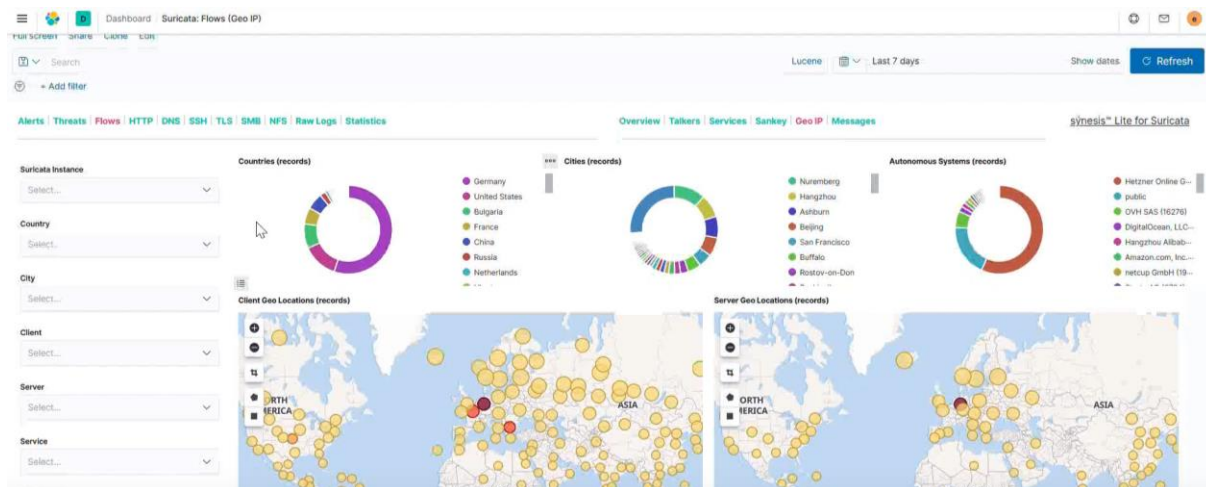 D Dashboard Suricata: Flows (Geo IP) e
Full screen Share Clone Edit
Search Lucene Last 7 days Show dates Refresh
+ Add filter
Alerts Threats Flows HTTP DNS SSH TLS SMB NFS Raw Logs Statistics
Overview Talkers Services Sankey Geo IP Messages
sýnesis™ Lite for Suricata
Suricata Instance
Select...
Country
Select...
City
Select...
Client
Select...
Server
Select...
Service
Select...
Countries (records)
Germany
United States
Bulgaria
France
China
Russia
Netherlands
Cities (records)
Nuremberg
Hangzhou
Ashburn
Beijing
San Francisco
Buffalo
Rostov-on-Don
Autonomous Systems (records)
Hetzner Online G...
public
OVH SAS (16276)
DigitalOcean, LLC...
Hangzhou Alibab...
Amazon.com, Inc....
netcup GmbH (19...
Client Geo Locations (records)
ASIA
Server Geo Locations (records)
ORTH
ERICA
ASIA